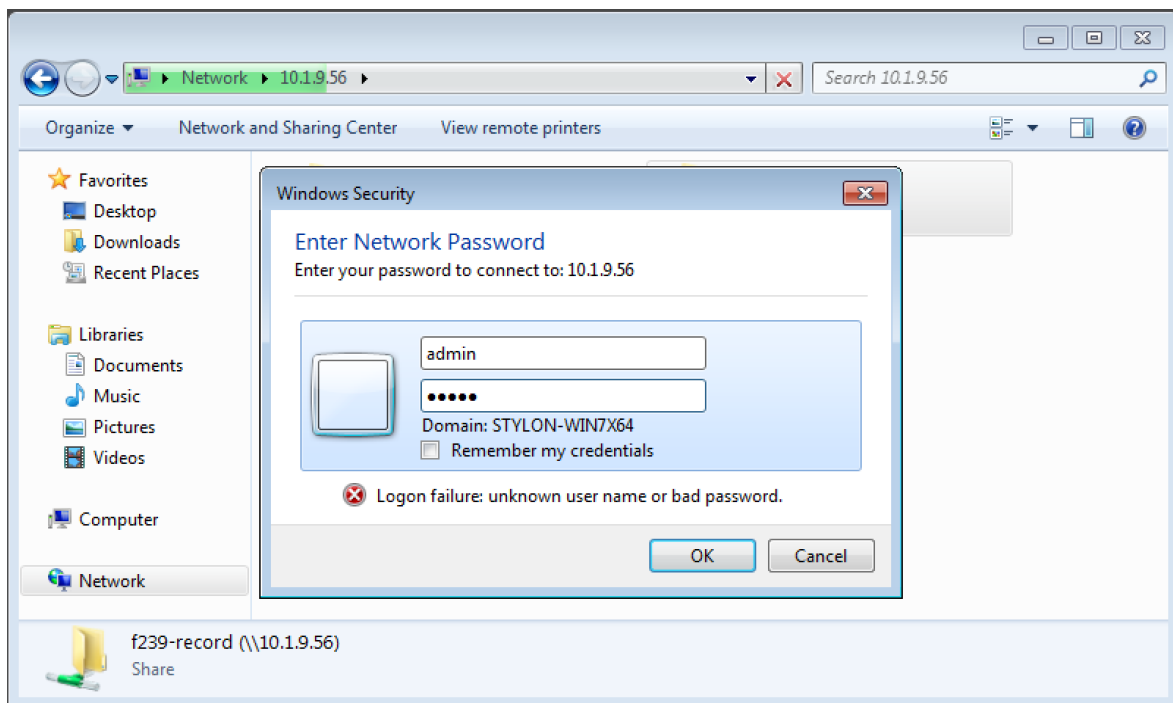 Network 10.1.9.56
Search 10.1.9.56
Organize Network and Sharing Center View remote printers
Favorites
Desktop
Downloads
Recent Places
Libraries
Documents
Music
Pictures
Videos
Computer
Network
Windows Security
Enter Network Password
Enter your password to connect to: 10.1.9.56
admin
•••••
Domain: STYLON-WIN7X64
Remember my credentials
Logon failure: unknown user name or bad password.
OK Cancel
f239-record (\\10.1.9.56)
Share